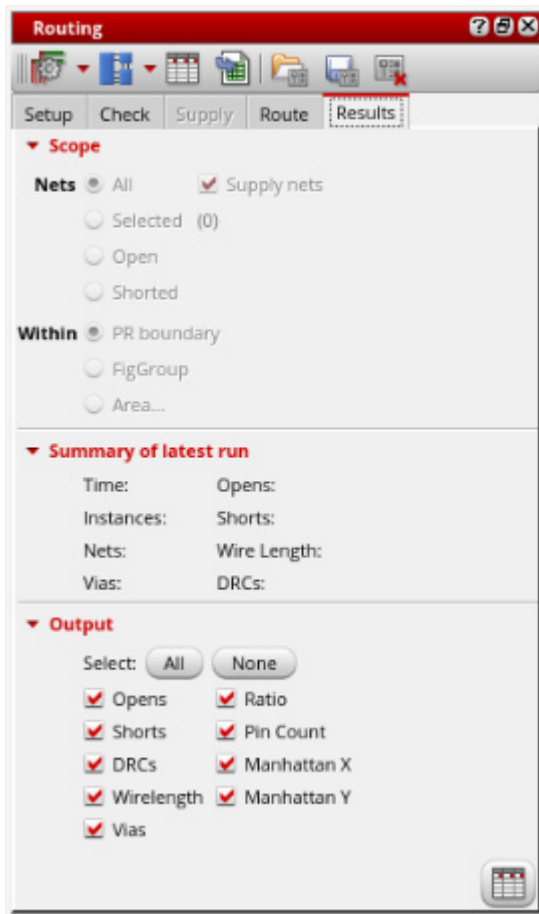 Routing
Setup Check Supply Route Results
Scope
Nets All Supply nets
Selected (0)
Open
Shorted
Within PR boundary
FigGroup
Area...
Summary of latest run
Time: Opens:
Instances: Shorts:
Nets: Wire Length:
Vias: DRCs:
Output
Select: All None
Opens Ratio
Shorts Pin Count
DRCs Manhattan X
Wirelength Manhattan Y
Vias